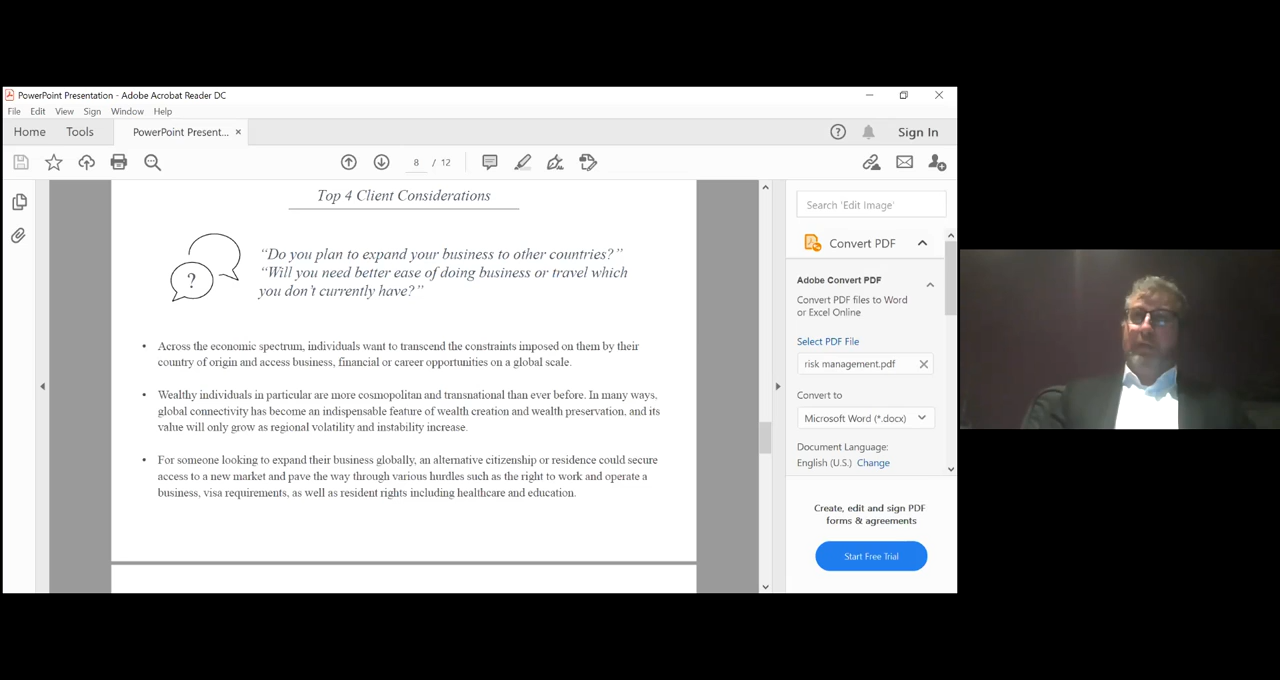 PowerPoint Presentation - Adobe Acrobat Reader DC
File Edit View Sign Window Help
Home Tools PowerPoint Present... × Sign In
8 / 12
Top 4 Client Considerations
?
“Do you plan to expand your business to other countries?”
“Will you need better ease of doing business or travel which
you don’t currently have?”
• Across the economic spectrum, individuals want to transcend the constraints imposed on them by their
country of origin and access business, financial or career opportunities on a global scale.
• Wealthy individuals in particular are more cosmopolitan and transnational than ever before. In many ways,
global connectivity has become an indispensable feature of wealth creation and wealth preservation, and its
value will only grow as regional volatility and instability increase.
• For someone looking to expand their business globally, an alternative citizenship or residence could secure
access to a new market and pave the way through various hurdles such as the right to work and operate a
business, visa requirements, as well as resident rights including healthcare and education.
Search 'Edit Image'
Convert PDF
Adobe Convert PDF
Convert PDF files to Word
or Excel Online
Select PDF File
risk management.pdf
Convert to
Microsoft Word (*.docx)
Document Language:
English (U.S.) Change
Create, edit and sign PDF
forms & agreements
Start Free Trial